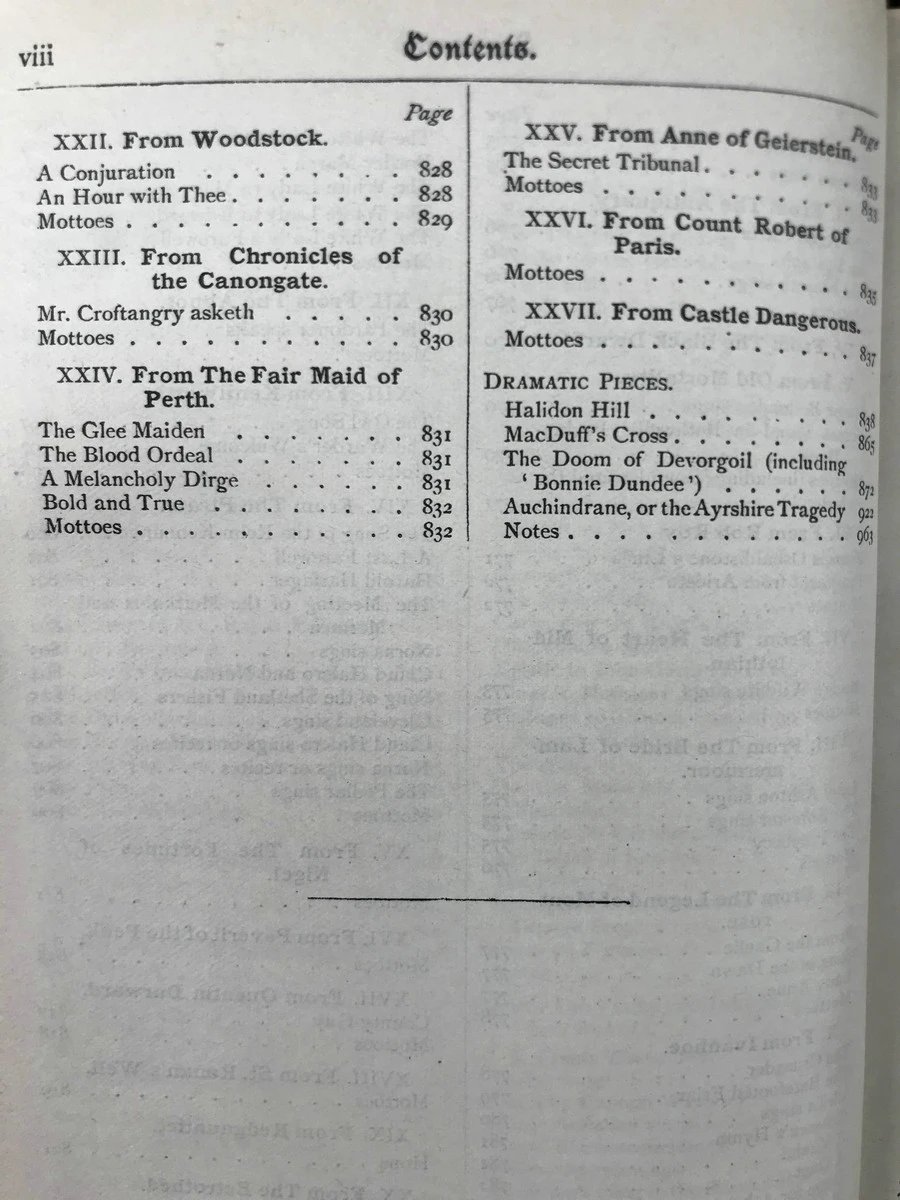 viii
Contents.
Page
XXII. From Woodstock.
A Conjuration . . . . . . . . 828
An Hour with Thee . . . . . . . 828
Mottoes . . . . . . . . . . . 829
XXIII. From Chronicles of
the Canongate.
Mr. Croftangry asketh . . . . . 830
Mottoes . . . . . . . . . . . 830
XXIV. From The Fair Maid of
Perth.
The Glee Maiden . . . . . . . 831
The Blood Ordeal . . . . . . . 831
A Melancholy Dirge . . . . . . 831
Bold and True . . . . . . . . 832
Mottoes . . . . . . . . . . . 832
Page
XXV. From Anne of Geierstein.
The Secret Tribunal . . . . . . . 833
Mottoes . . . . . . . . . . . 833
XXVI. From Count Robert of
Paris.
Mottoes . . . . . . . . . . . 835
XXVII. From Castle Dangerous.
Mottoes . . . . . . . . . . . 837
Dramatic Pieces.
Halidon Hill . . . . . . . . . 838
MacDuff's Cross . . . . . . . . 865
The Doom of Devorgoil (including
‘Bonnie Dundee’) . . . . . . 872
Auchindrane, or the Ayrshire Tragedy 922
Notes . . . . . . . . . . . . 963